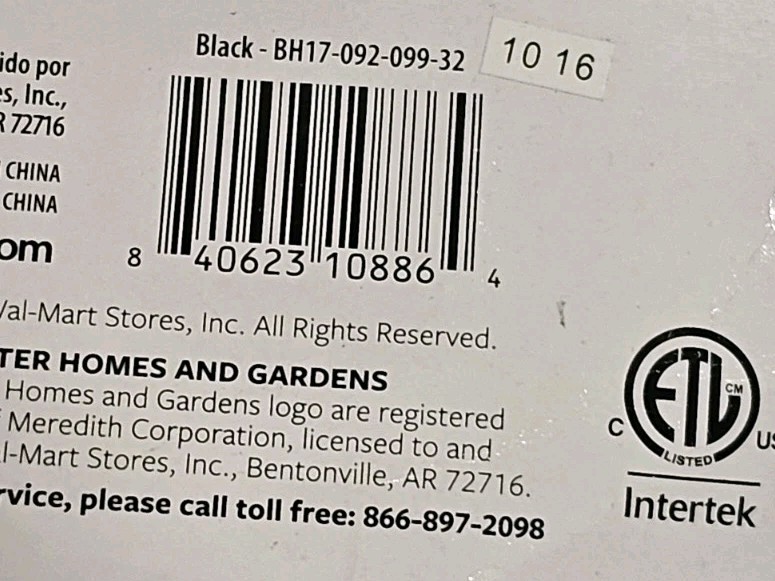 Black - BH17-092-099-32
10 16
ido por
es, Inc.,
R 72716
CHINA
CHINA
om
8 40623 10886 4
Val-Mart Stores, Inc. All Rights Reserved.
TER HOMES AND GARDENS
Homes and Gardens logo are registered
Meredith Corporation, licensed to and
l-Mart Stores, Inc., Bentonville, AR 72716.
rvice, please call toll free: 866-897-2098
ETL CM
C US
LISTED
Intertek